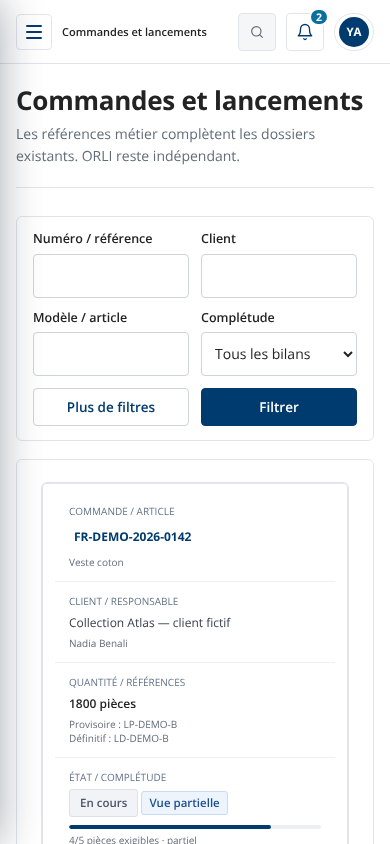 Commandes et lancements
2
YA
Commandes et lancements
Les références métier complètent les dossiers
existants. ORLI reste indépendant.
Numéro / référence
Client
Modèle / article
Complétude
Tous les bilans
Plus de filtres
Filtrer
COMMANDE / ARTICLE
FR-DEMO-2026-0142
Veste coton
CLIENT / RESPONSABLE
Collection Atlas — client fictif
Nadia Benali
QUANTITÉ / RÉFÉRENCES
1800 pièces
Provisoire : LP-DEMO-B
Définitif : LD-DEMO-B
ÉTAT / COMPLÉTUDE
En cours
Vue partielle
4/5 pièces exigibles · partiel